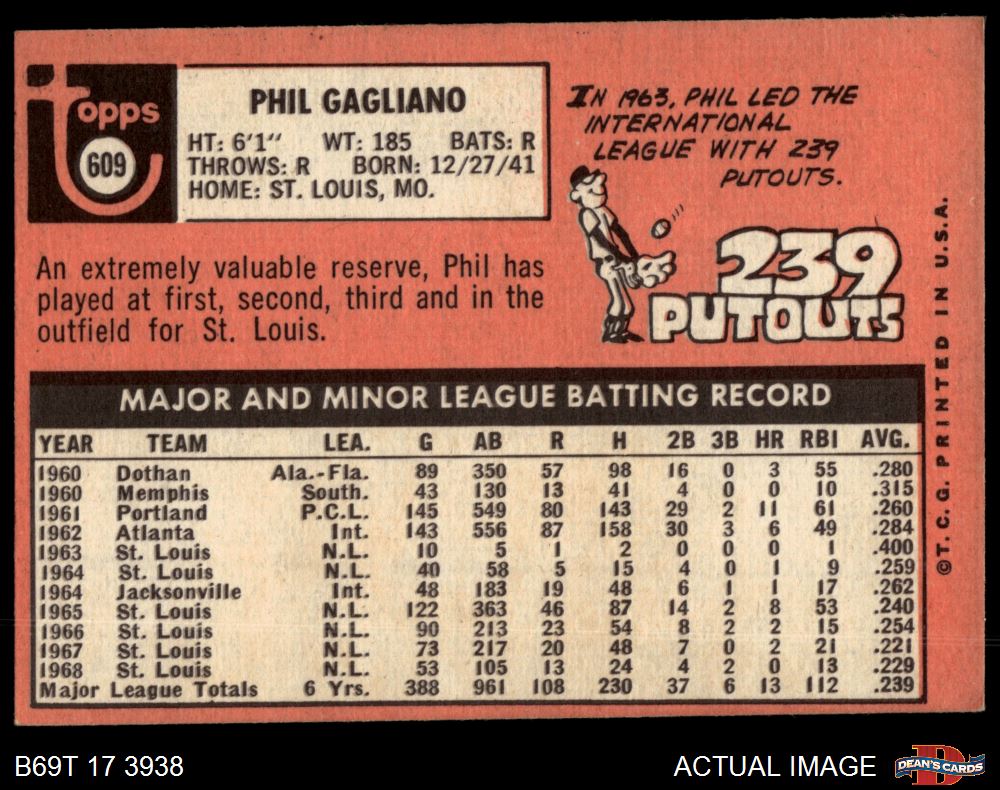 Topps
609
PHIL GAGLIANO
HT: 6'1" WT: 185 BATS: R
THROWS: R BORN: 12/27/41
HOME: ST. LOUIS, MO.
An extremely valuable reserve, Phil has
played at first, second, third and in the
outfield for St. Louis.
IN 1963, PHIL LED THE
INTERNATIONAL
LEAGUE WITH 239
PUTOUTS.
239
PUTOUTS
MAJOR AND MINOR LEAGUE BATTING RECORD
YEAR TEAM LEA. G AB R H 2B 3B HR RBI AVG.
1960 Dothan Ala.-Fla. 89 350 57 98 16 0 3 55 .280
1960 Memphis South. 43 130 13 41 4 0 0 10 .315
1961 Portland P.C.L. 145 549 80 143 29 2 11 61 .260
1962 Atlanta Int. 143 556 87 158 30 3 6 49 .284
1963 St. Louis N.L. 10 5 1 2 0 0 0 1 .400
1964 St. Louis N.L. 40 58 5 15 4 0 1 9 .259
1964 Jacksonville Int. 48 183 19 48 6 1 1 17 .262
1965 St. Louis N.L. 122 363 46 87 14 2 8 53 .240
1966 St. Louis N.L. 90 213 23 54 8 2 2 15 .254
1967 St. Louis N.L. 73 217 20 48 7 0 2 21 .221
1968 St. Louis N.L. 53 105 13 24 4 2 0 13 .229
Major League Totals 6 Yrs. 388 961 108 230 37 6 13 112 .239
©T. C. G. PRINTED IN U.S.A.
B69T 17 3938
ACTUAL IMAGE
DEAN'S CARDS